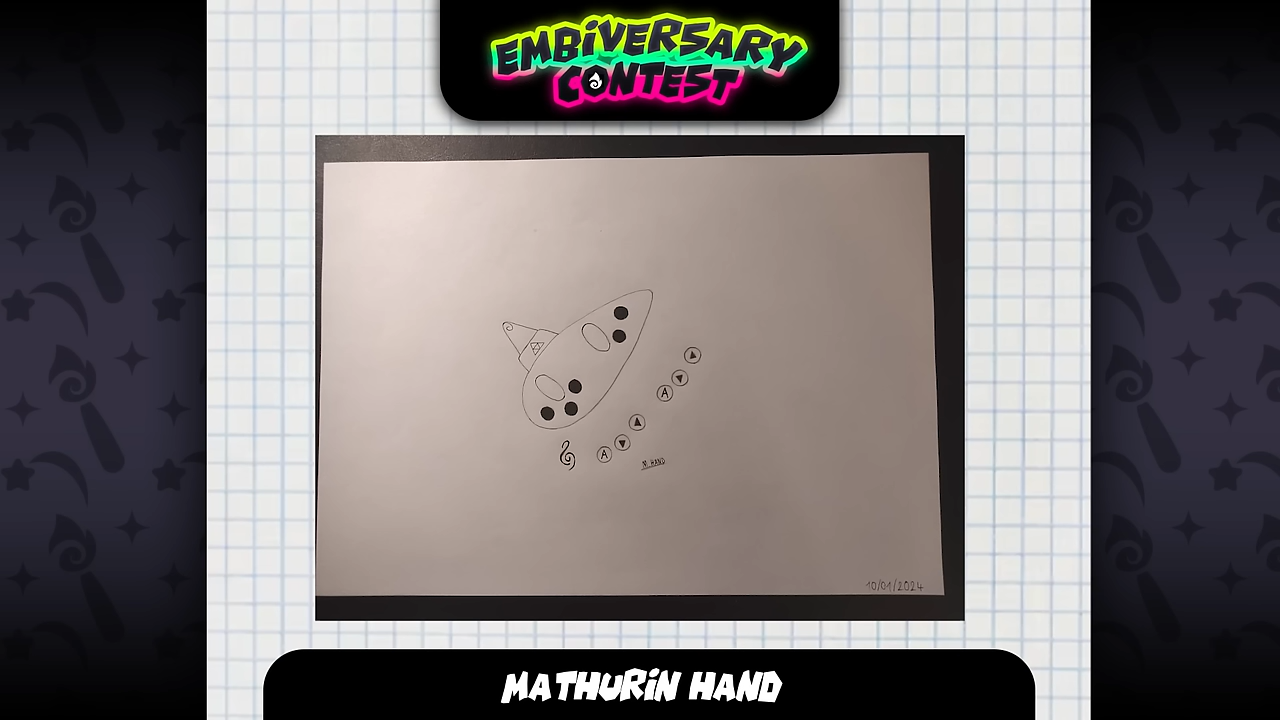 EMBIVERSARY
CONTEST
A
A
M. HAND
10/01/2024
MATHURIN HAND